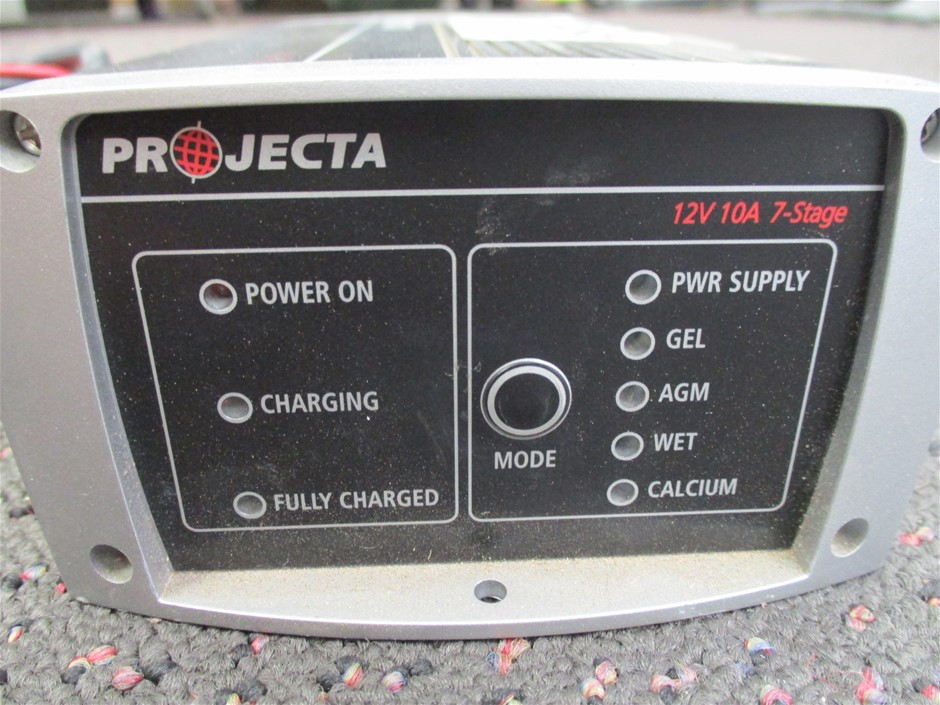 PROJECTA
12V 10A 7-Stage
POWER ON
CHARGING
FULLY CHARGED
MODE
PWR SUPPLY
GEL
AGM
WET
CALCIUM